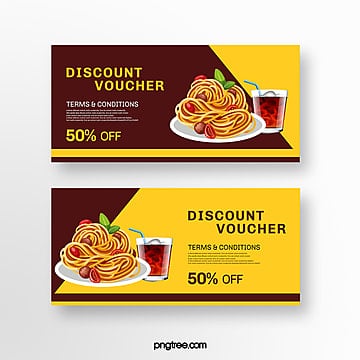 DISCOUNT
VOUCHER
TERMS & CONDITIONS
50% OFF
DISCOUNT
VOUCHER
TERMS & CONDITIONS
50% OFF
pngtree.com